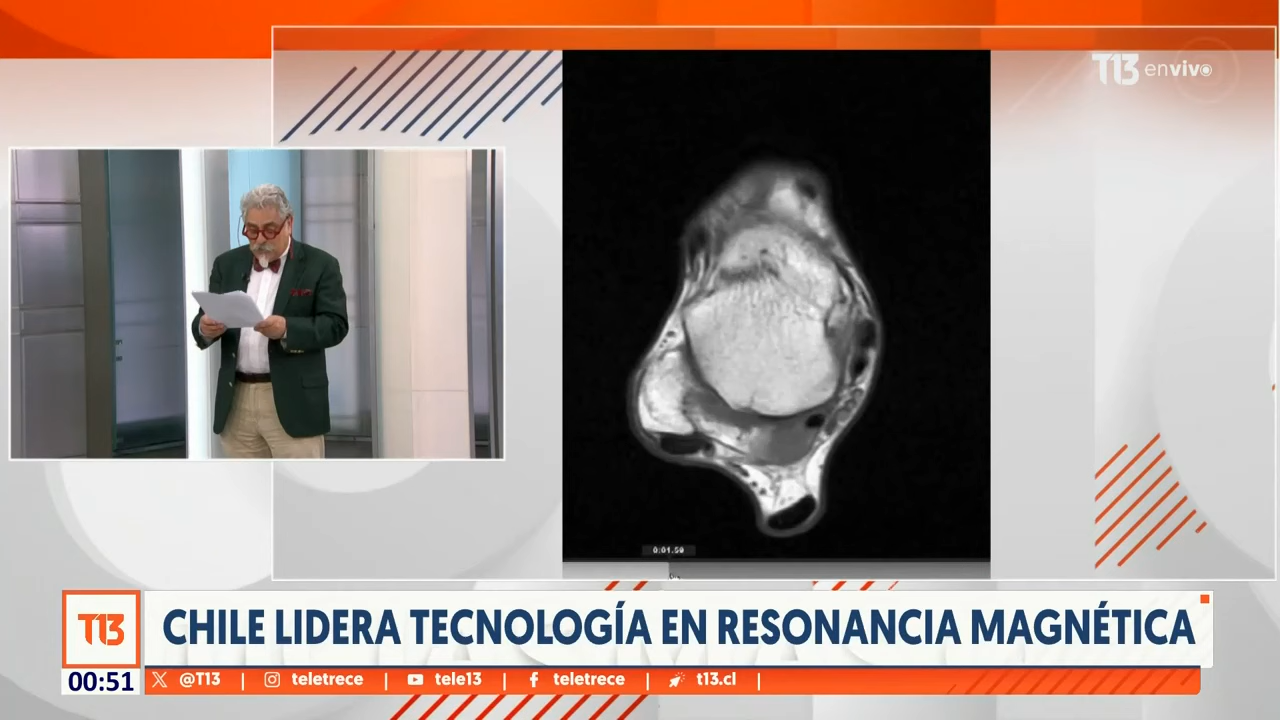 T13 envivo
0:01.59
T13
CHILE LIDERA TECNOLOGÍA EN RESONANCIA MAGNÉTICA
00:51
@T13 | teletrece | tele13 | teletrece | t13.cl |